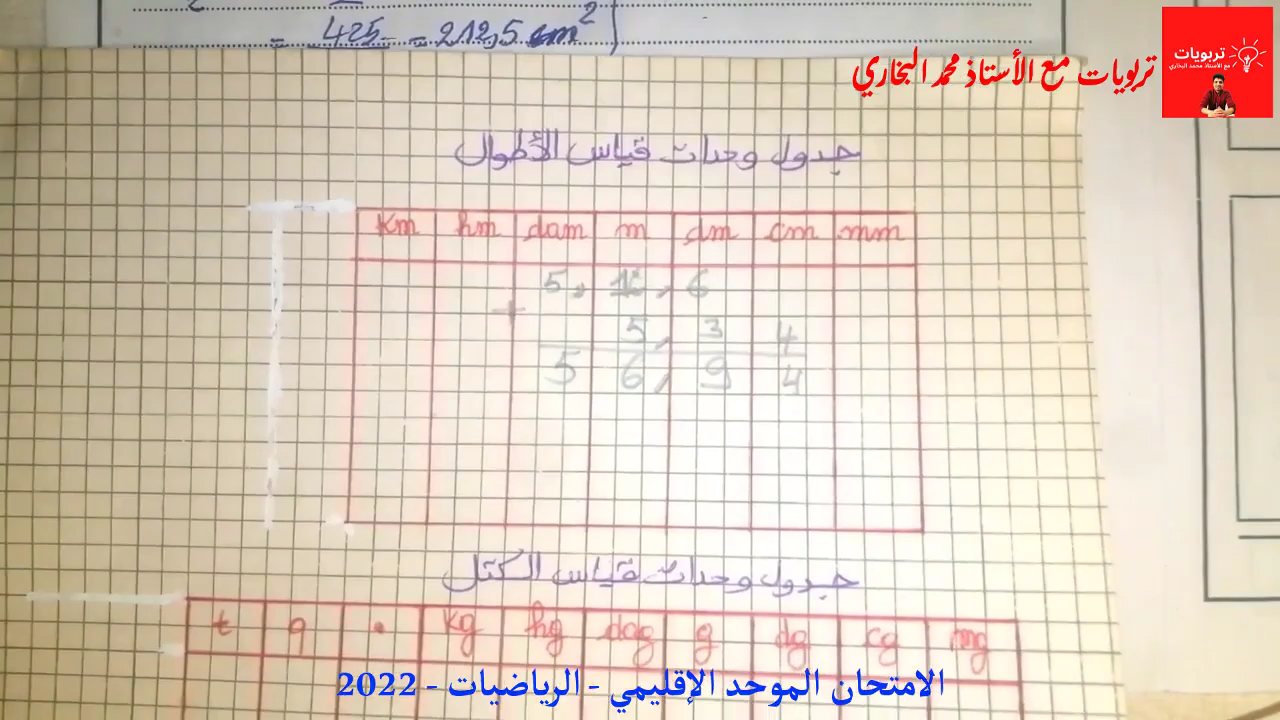 = 425 = 212,5 cm²
تربويات مع الأستاذ محمد البخاري
تربويات
مع الأستاذ محمد البخاري
جدول وحدات قياس الأطوال
Km hm dam m dm cm mm
5, 1 , 6
+ 5, 3 4
5 6, 9 4
جدول وحدات قياس الكتل
t q • kg hg dag g dg cg mg
الامتحان الموحد الإقليمي - الرياضيات - 2022